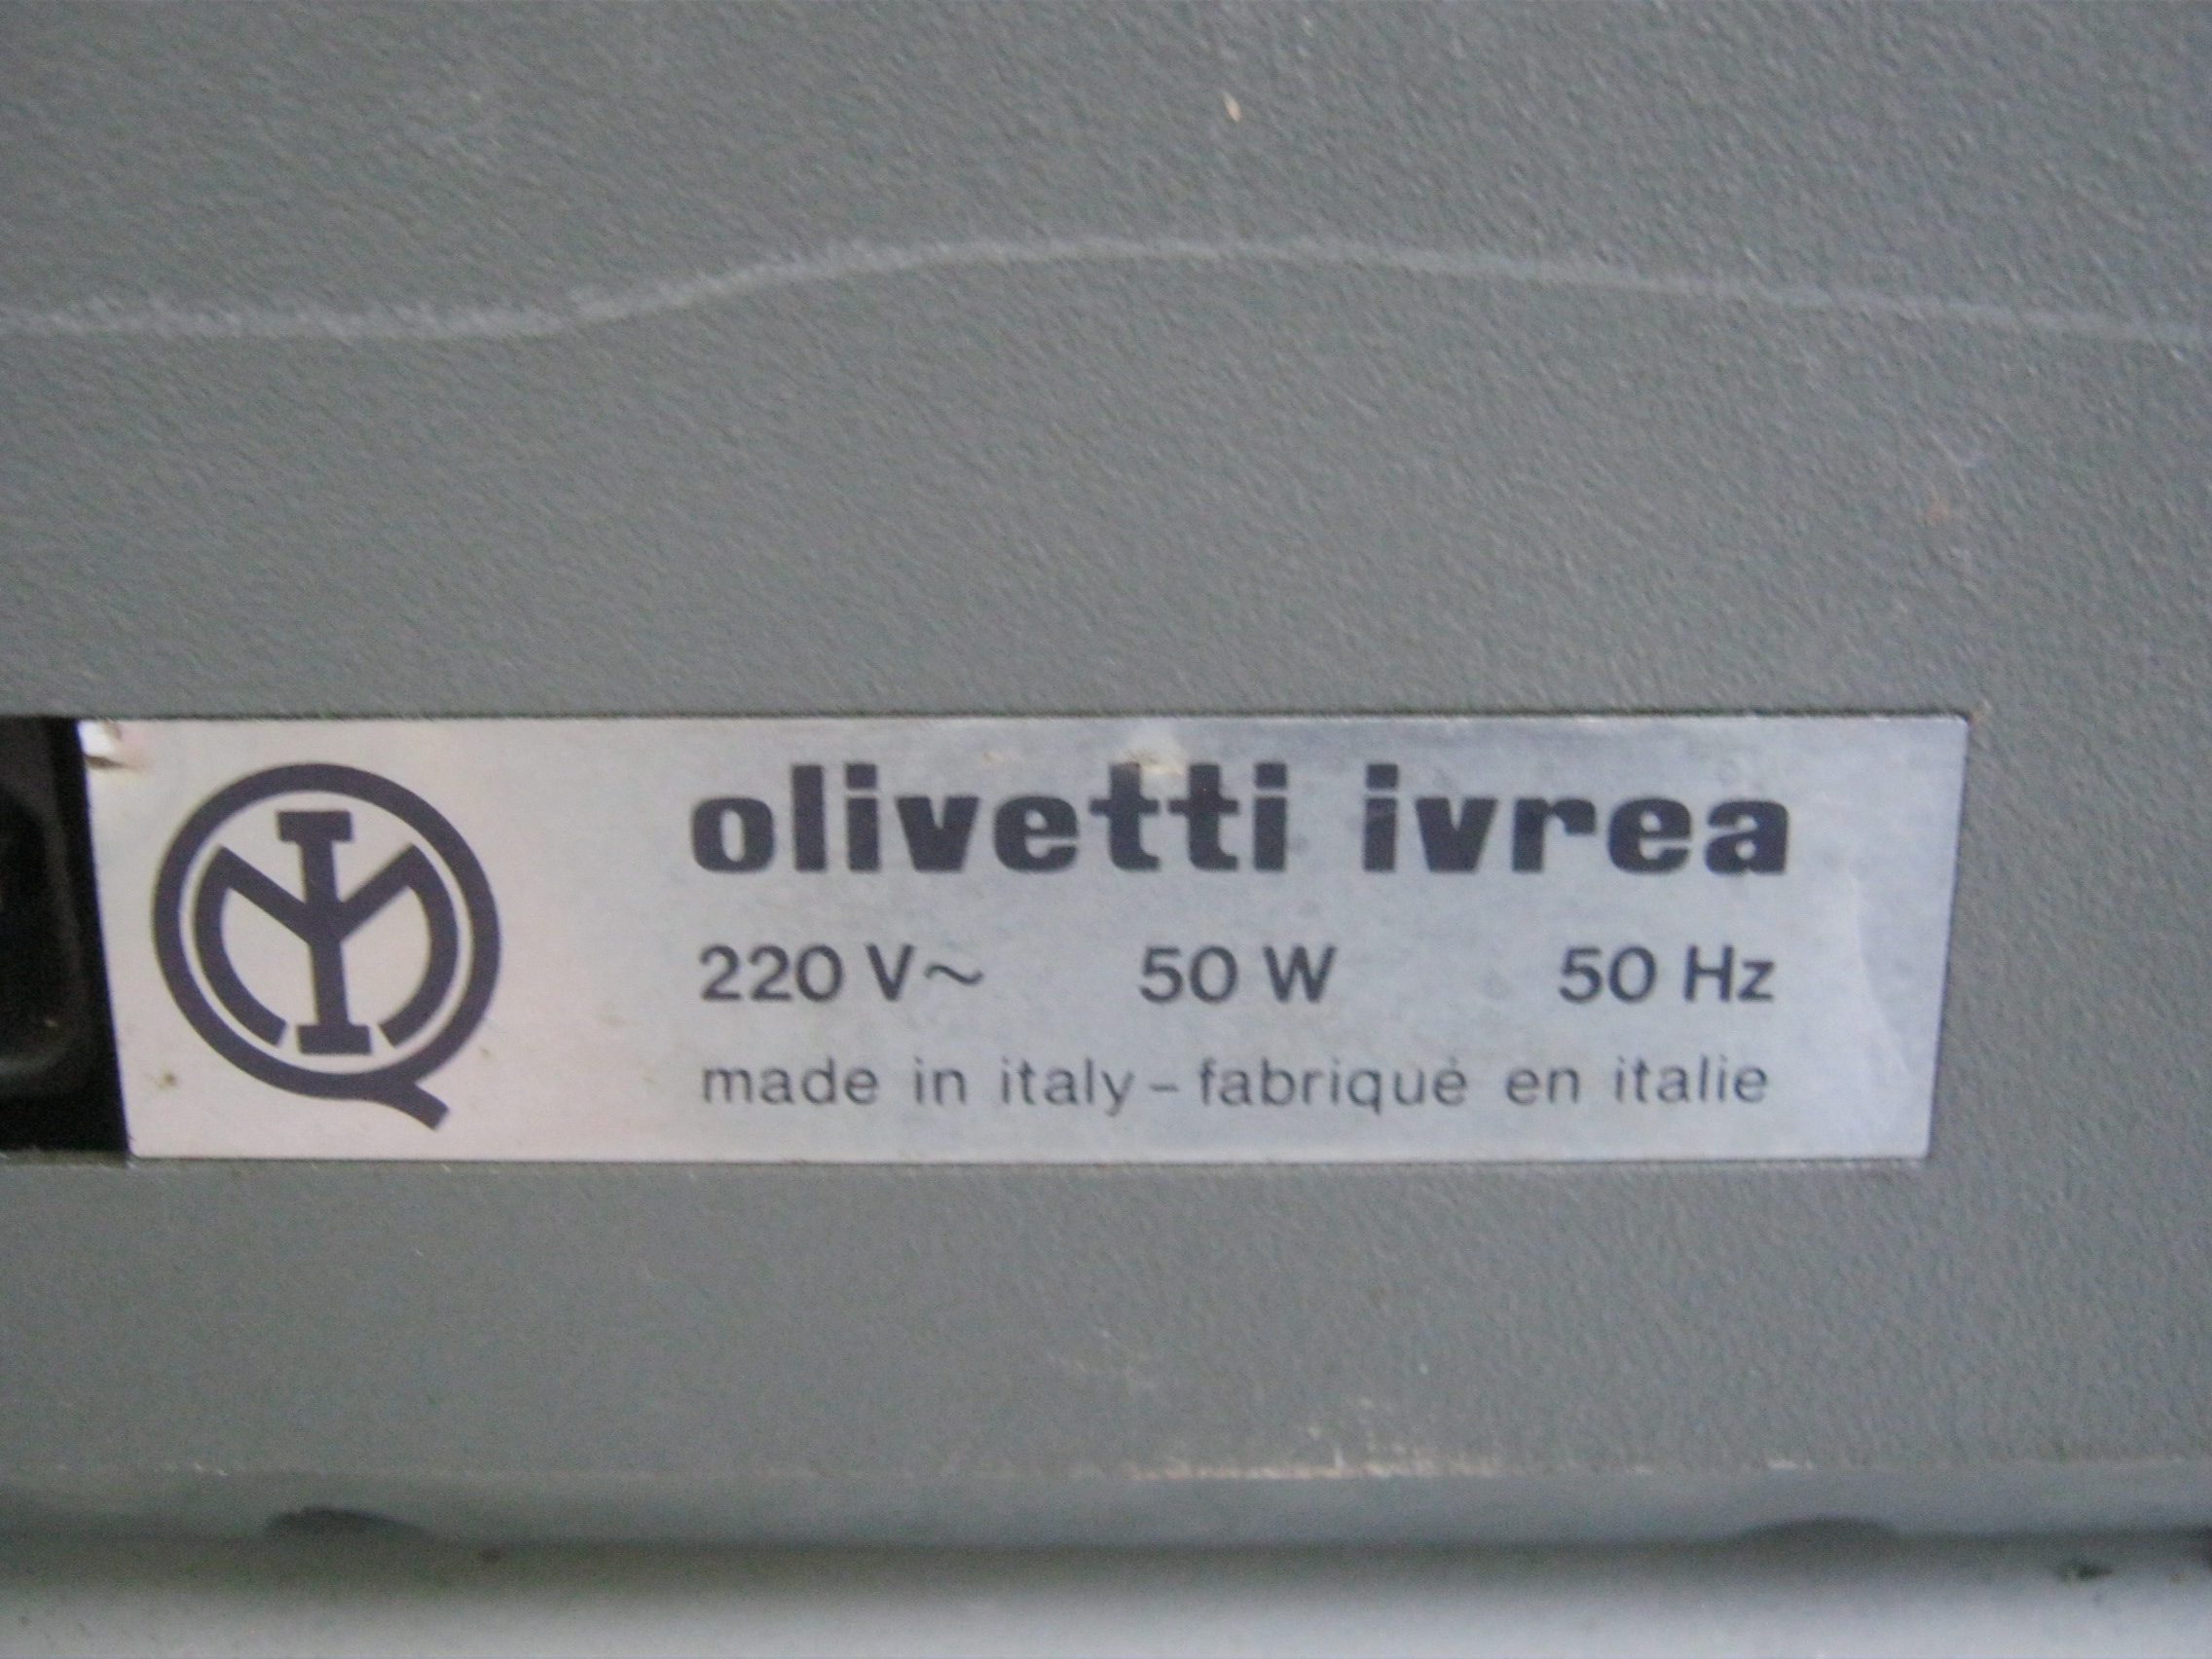 olivetti ivrea
220 V~ 50 W 50 Hz
made in italy – fabriqué en italie